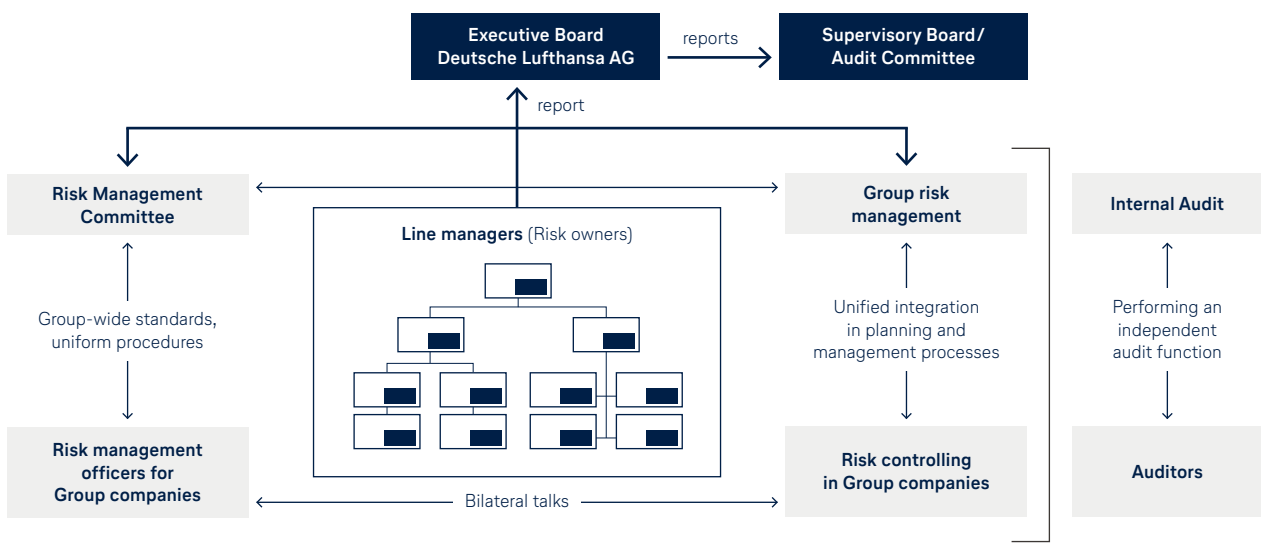 Executive Board
Deutsche Lufthansa AG
reports
Supervisory Board/
Audit Committee
report
Risk Management
Committee
Group risk
management
Internal Audit
Line managers (Risk owners)
Group-wide standards,
uniform procedures
Unified integration
in planning and
management processes
Performing an
independent
audit function
Risk management
officers for
Group companies
Bilateral talks
Risk controlling
in Group companies
Auditors